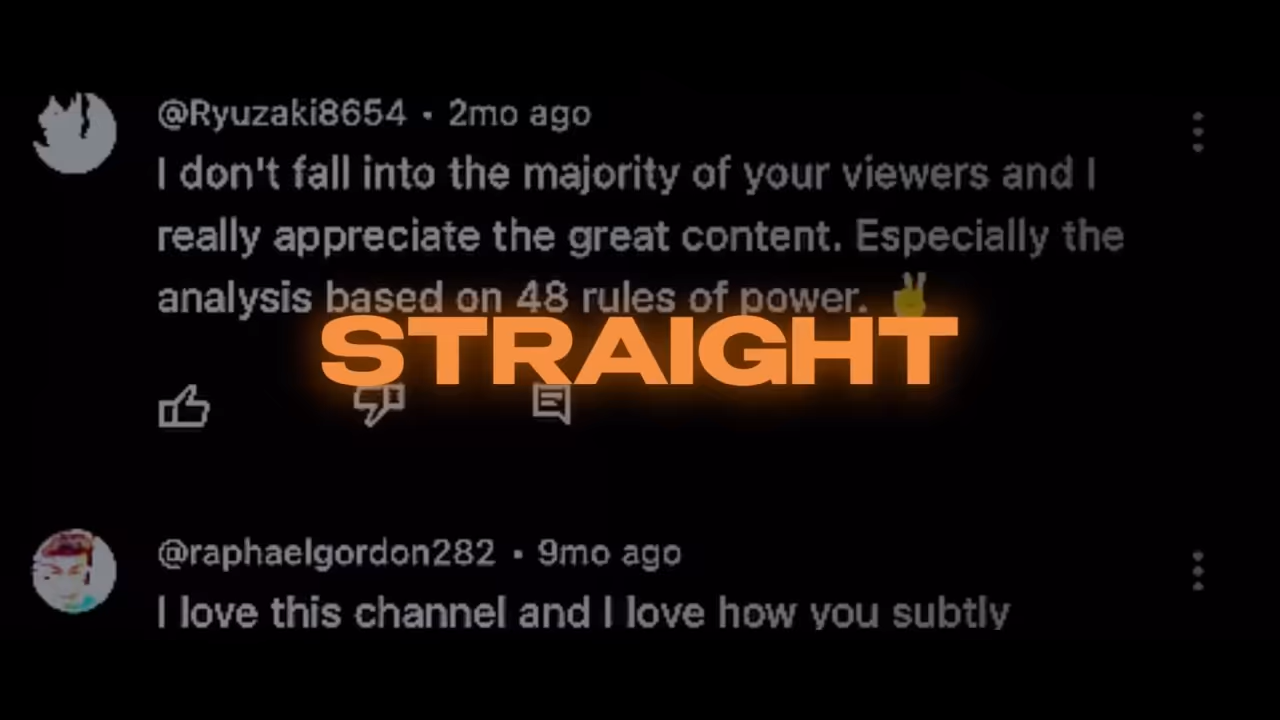 @Ryuzaki8654 • 2mo ago
I don't fall into the majority of your viewers and I
really appreciate the great content. Especially the
analysis based on 48 rules of power. ✌
STRAIGHT
@raphaelgordon282 • 9mo ago
I love this channel and I love how you subtly